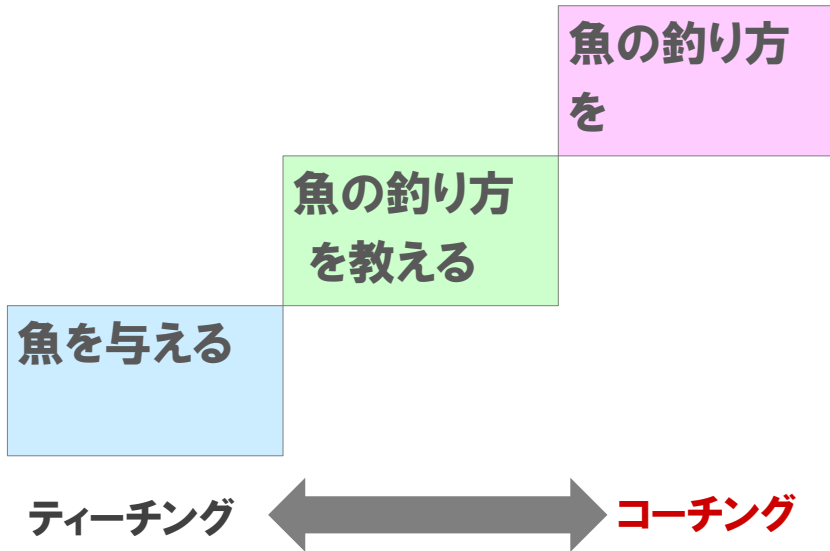 魚の釣り方
を
魚の釣り方
を教える
魚を与える
ティーチング
コーチング